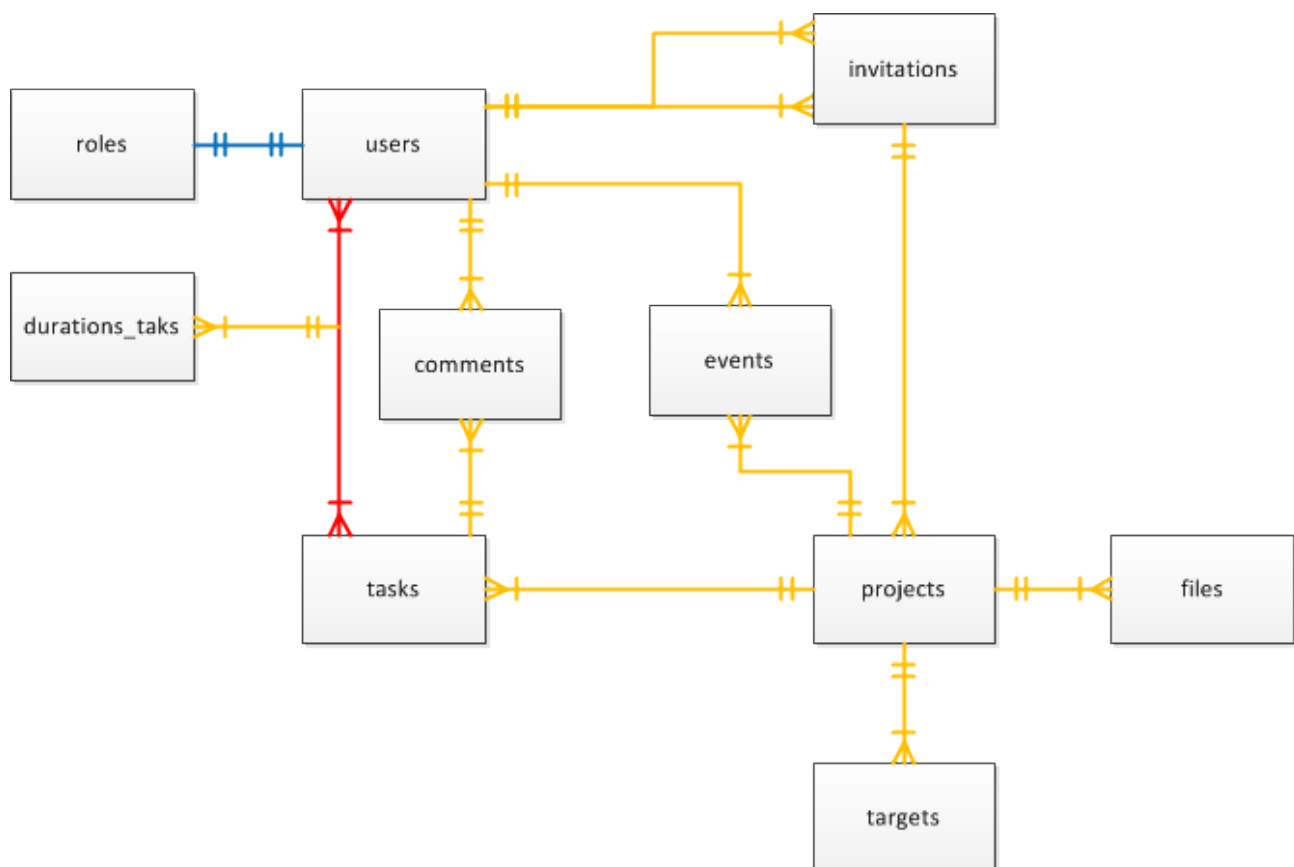 invitations
roles
users
durations_taks
comments
events
tasks
projects
files
targets